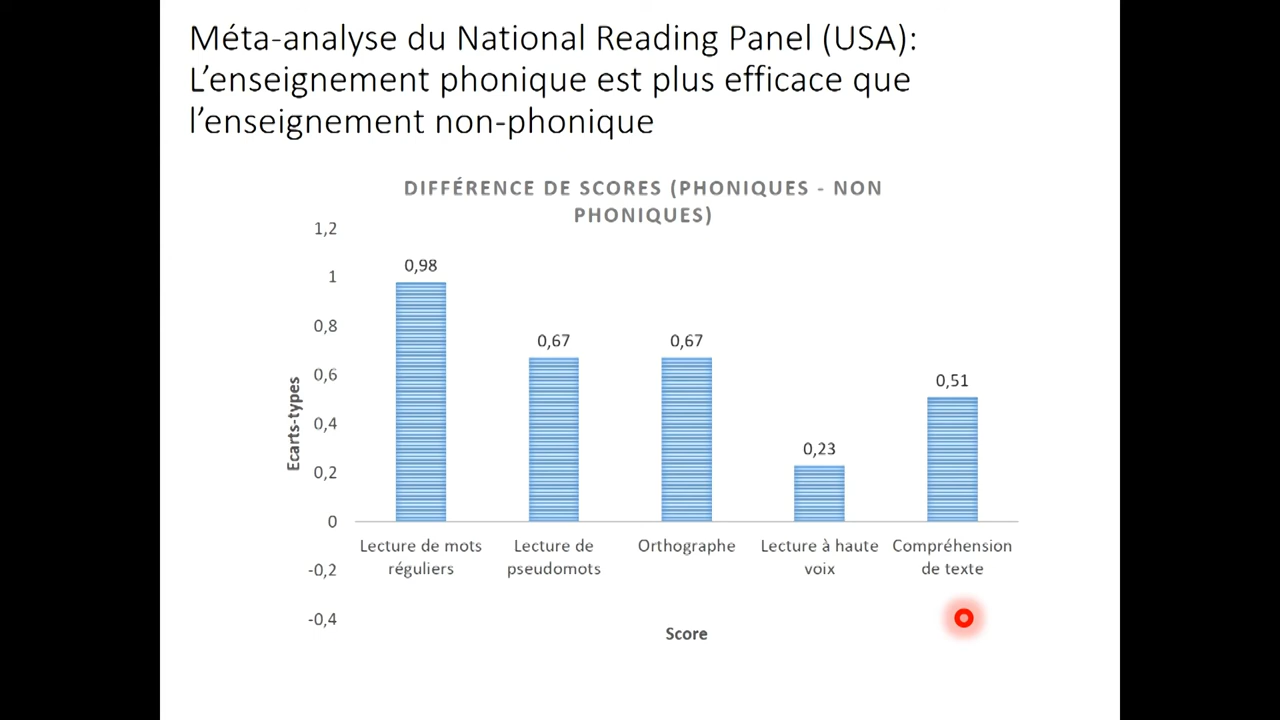 Méta-analyse du National Reading Panel (USA):
L’enseignement phonique est plus efficace que
l’enseignement non-phonique
DIFFÉRENCE DE SCORES (PHONIQUES - NON
PHONIQUES)
Ecarts-types
1,2
1
0,8
0,6
0,4
0,2
0
-0,2
-0,4
0,98
0,67
0,67
0,23
0,51
Lecture de mots
réguliers
Lecture de
pseudomots
Orthographe
Lecture à haute
voix
Compréhension
de texte
Score